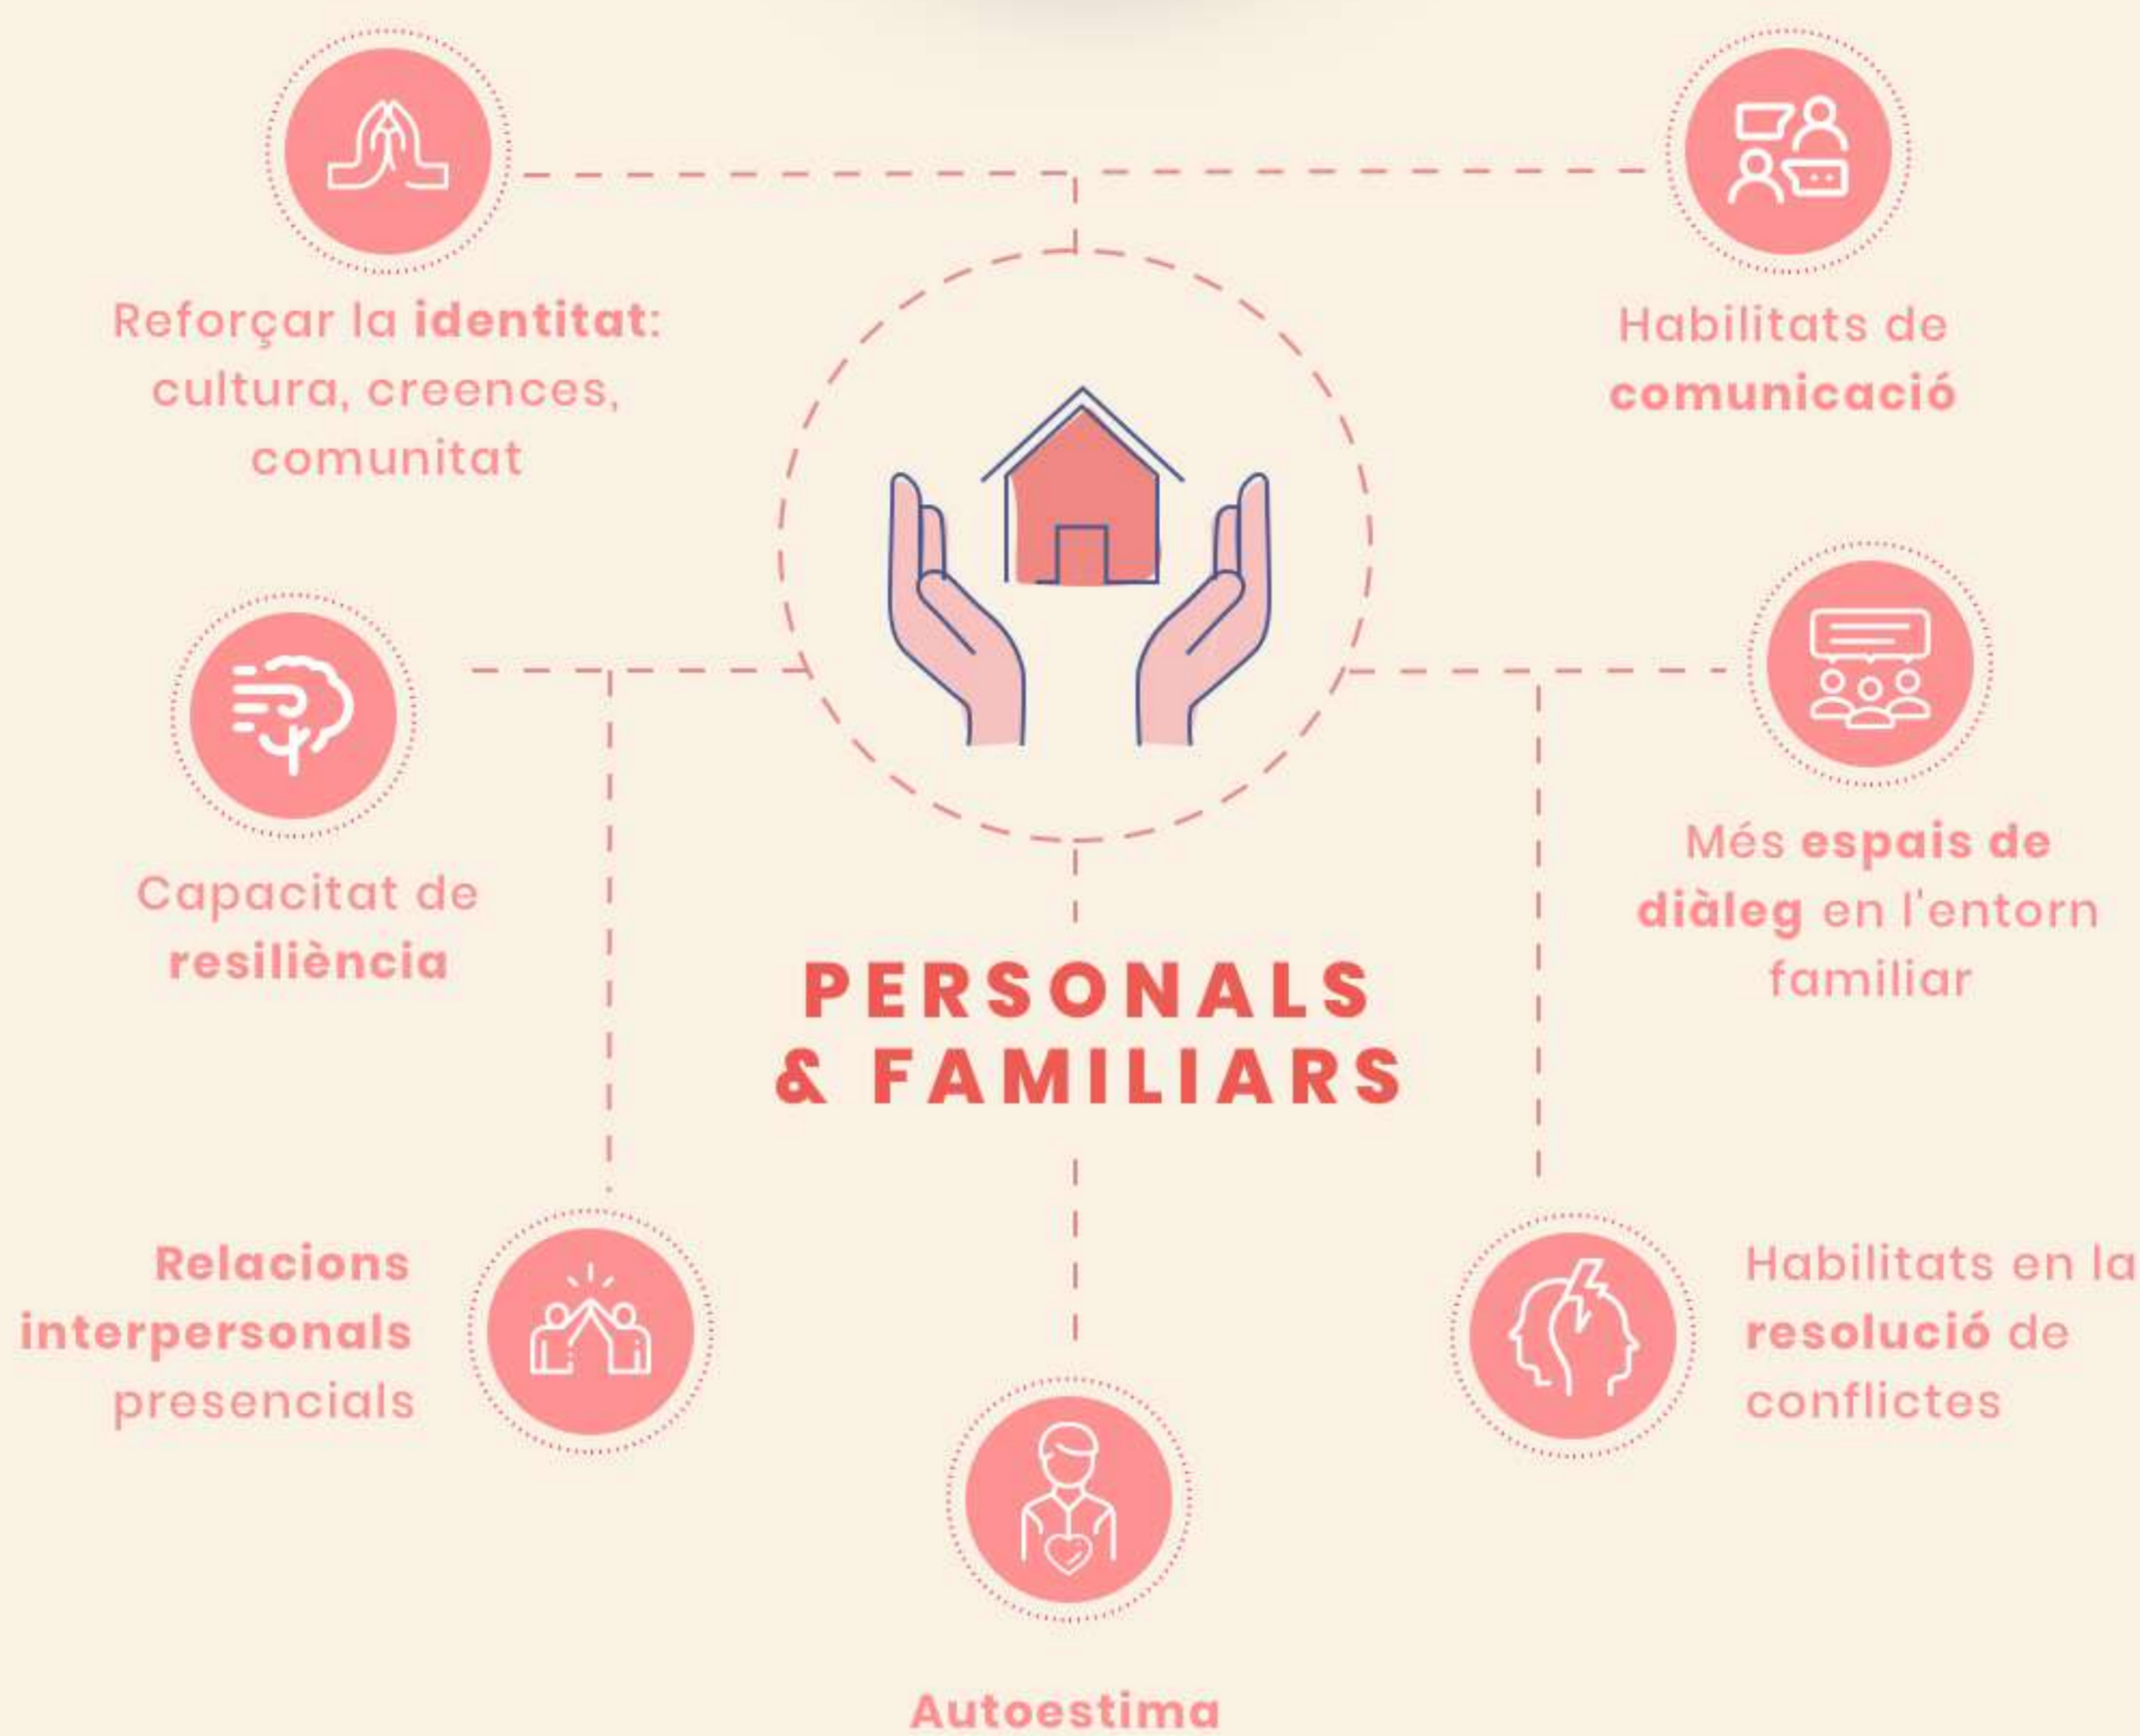 Reforçar la identitat:
cultura, creences,
comunitat
Habilitats de
comunicació
Capacitat de
resiliència
Més espais de
diàleg en l'entorn
familiar
PERSONALS
& FAMILIARS
Relacions
interpersonals
presencials
Habilitats en la
resolució de
conflictes
Autoestima